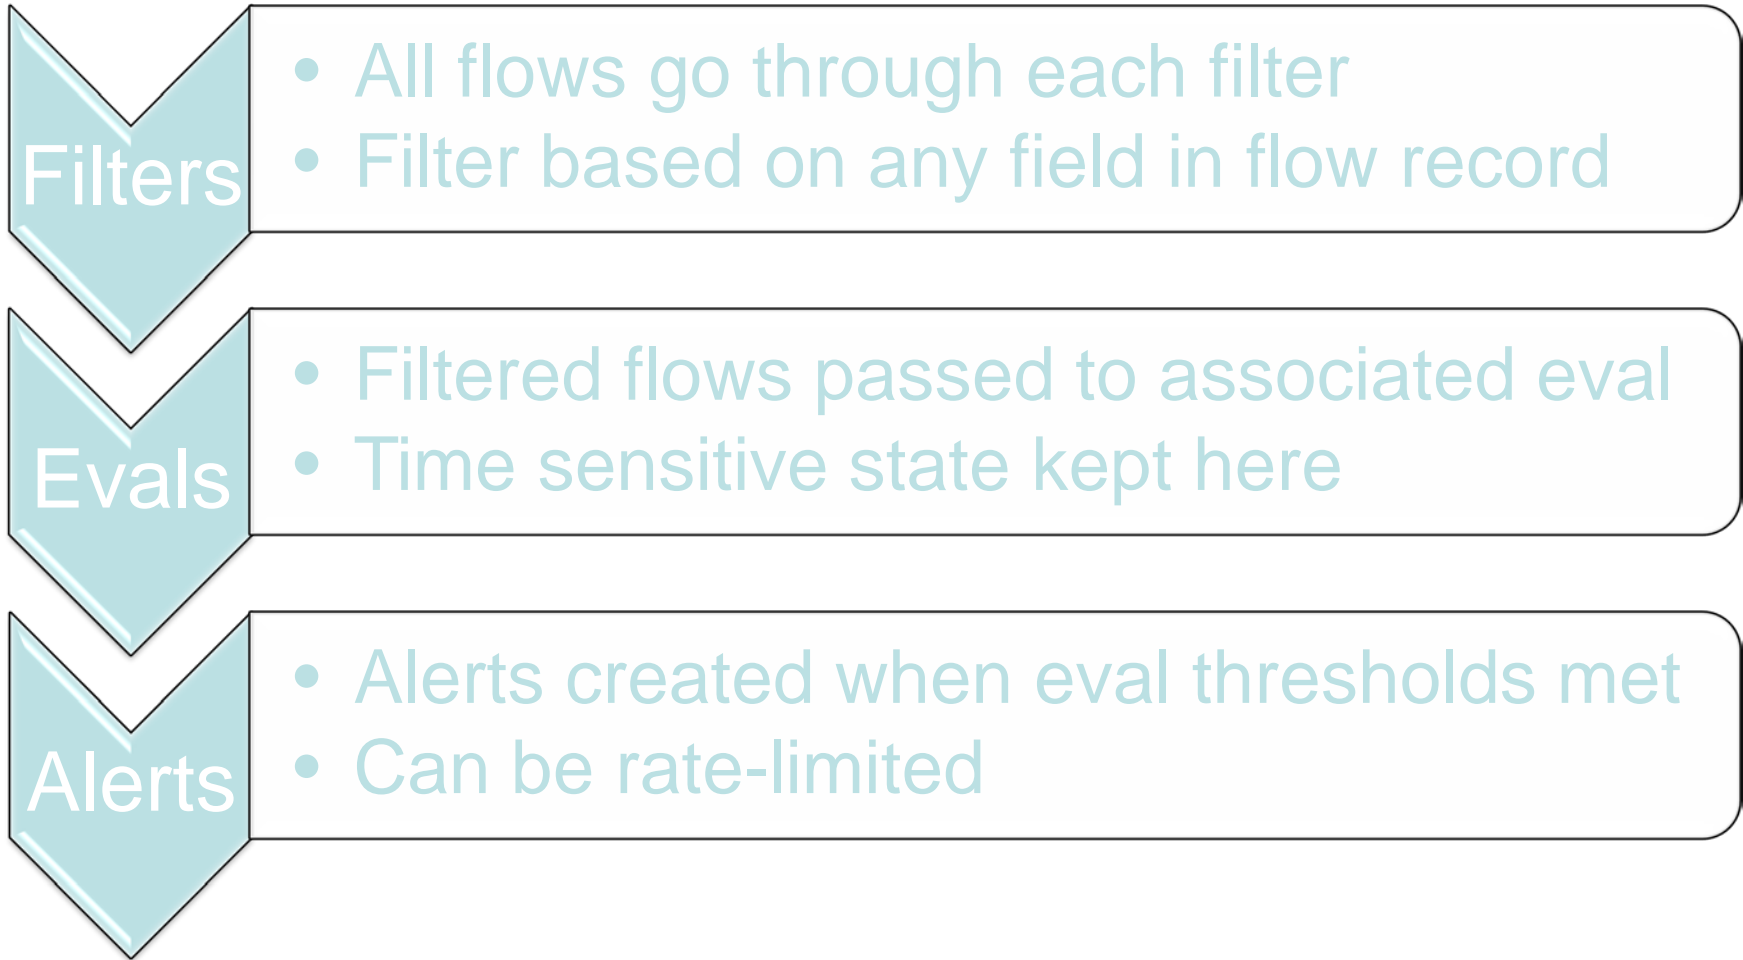 Filters
• All flows go through each filter
• Filter based on any field in flow record
Evals
• Filtered flows passed to associated eval
• Time sensitive state kept here
Alerts
• Alerts created when eval thresholds met
• Can be rate-limited